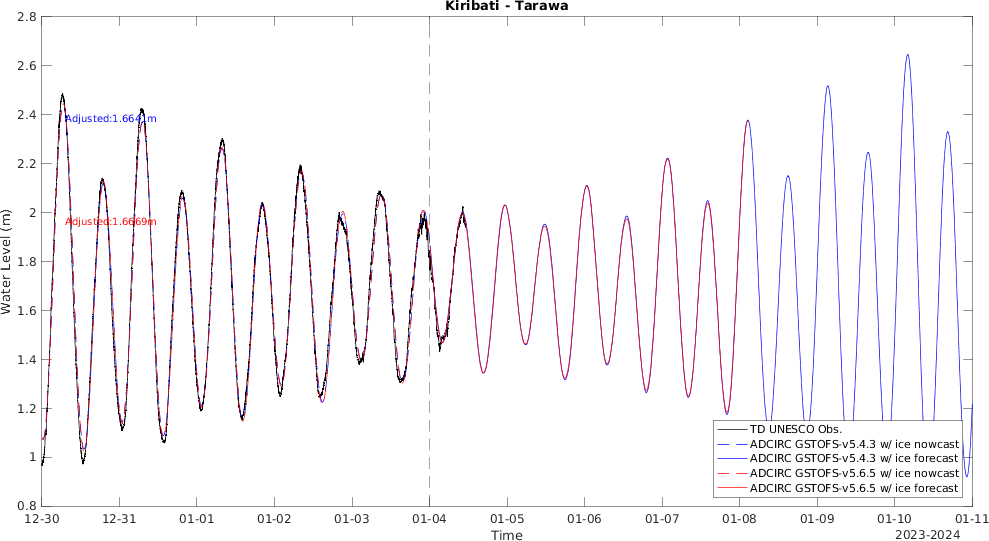 Kiribati - Tarawa
2.8
2.6
2.4
2.2
2
1.8
1.6
1.4
1.2
1
0.8
Water Level (m)
Adjusted:1.6641m
Adjusted:1.6669m
TD UNESCO Obs.
ADCIRC GSTOFS-v5.4.3 w/ ice nowcast
ADCIRC GSTOFS-v5.4.3 w/ ice forecast
ADCIRC GSTOFS-v5.6.5 w/ ice nowcast
ADCIRC GSTOFS-v5.6.5 w/ ice forecast
12-30 12-31 01-01 01-02 01-03 01-04 01-05 01-06 01-07 01-08 01-09 01-10 01-11
Time
2023-2024